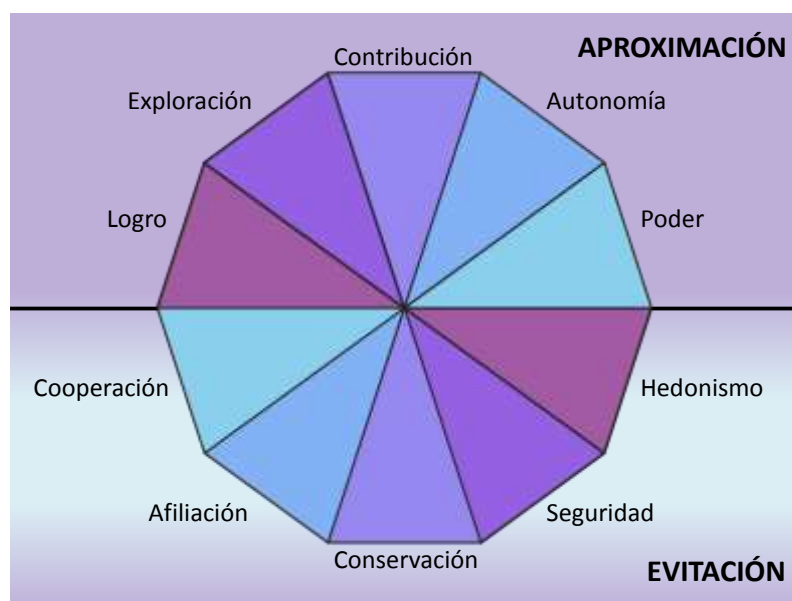 APROXIMACIÓN
Contribución
Exploración
Autonomía
Logro
Poder
Cooperación
Hedonismo
Afiliación
Seguridad
Conservación
EVITACIÓN